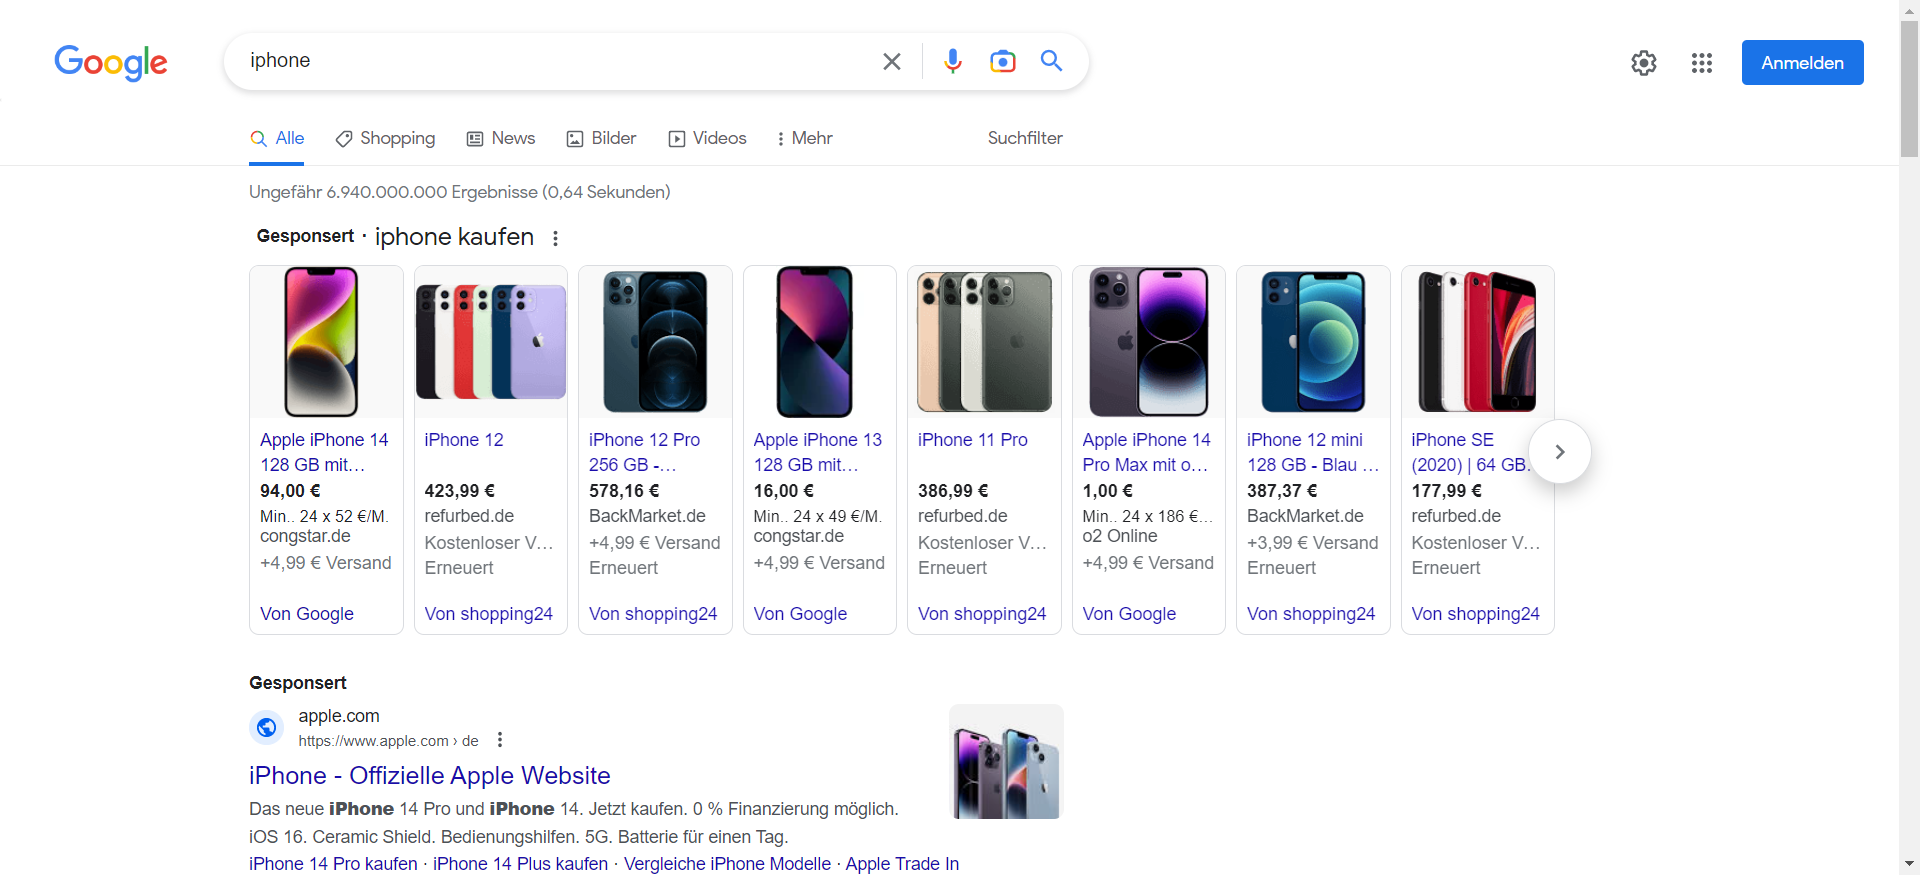 Google
iphone
Anmelden
Alle
Shopping
News
Bilder
Videos
Mehr
Suchfilter
Ungefähr 6.940.000.000 Ergebnisse (0,64 Sekunden)
Gesponsert · iphone kaufen
Apple iPhone 14
128 GB mit...
94,00 €
Min.. 24 x 52 €/M.
congstar.de
+4,99 € Versand
Von Google
iPhone 12
423,99 €
refurbed.de
Kostenloser V...
Erneuert
Von shopping24
iPhone 12 Pro
256 GB -...
578,16 €
BackMarket.de
+4,99 € Versand
Erneuert
Von shopping24
Apple iPhone 13
128 GB mit...
16,00 €
Min.. 24 x 49 €/M.
congstar.de
+4,99 € Versand
Von Google
iPhone 11 Pro
386,99 €
refurbed.de
Kostenloser V...
Erneuert
Von shopping24
Apple iPhone 14
Pro Max mit o...
1,00 €
Min.. 24 x 186 €...
o2 Online
+4,99 € Versand
Von Google
iPhone 12 mini
128 GB - Blau ...
387,37 €
BackMarket.de
+3,99 € Versand
Erneuert
Von shopping24
iPhone SE
(2020) | 64 GB.
177,99 €
refurbed.de
Kostenloser V...
Erneuert
Von shopping24
Gesponsert
apple.com
https://www.apple.com › de
iPhone - Offizielle Apple Website
Das neue iPhone 14 Pro und iPhone 14. Jetzt kaufen. 0 % Finanzierung möglich.
iOS 16. Ceramic Shield. Bedienungshilfen. 5G. Batterie für einen Tag.
iPhone 14 Pro kaufen · iPhone 14 Plus kaufen · Vergleiche iPhone Modelle · Apple Trade In